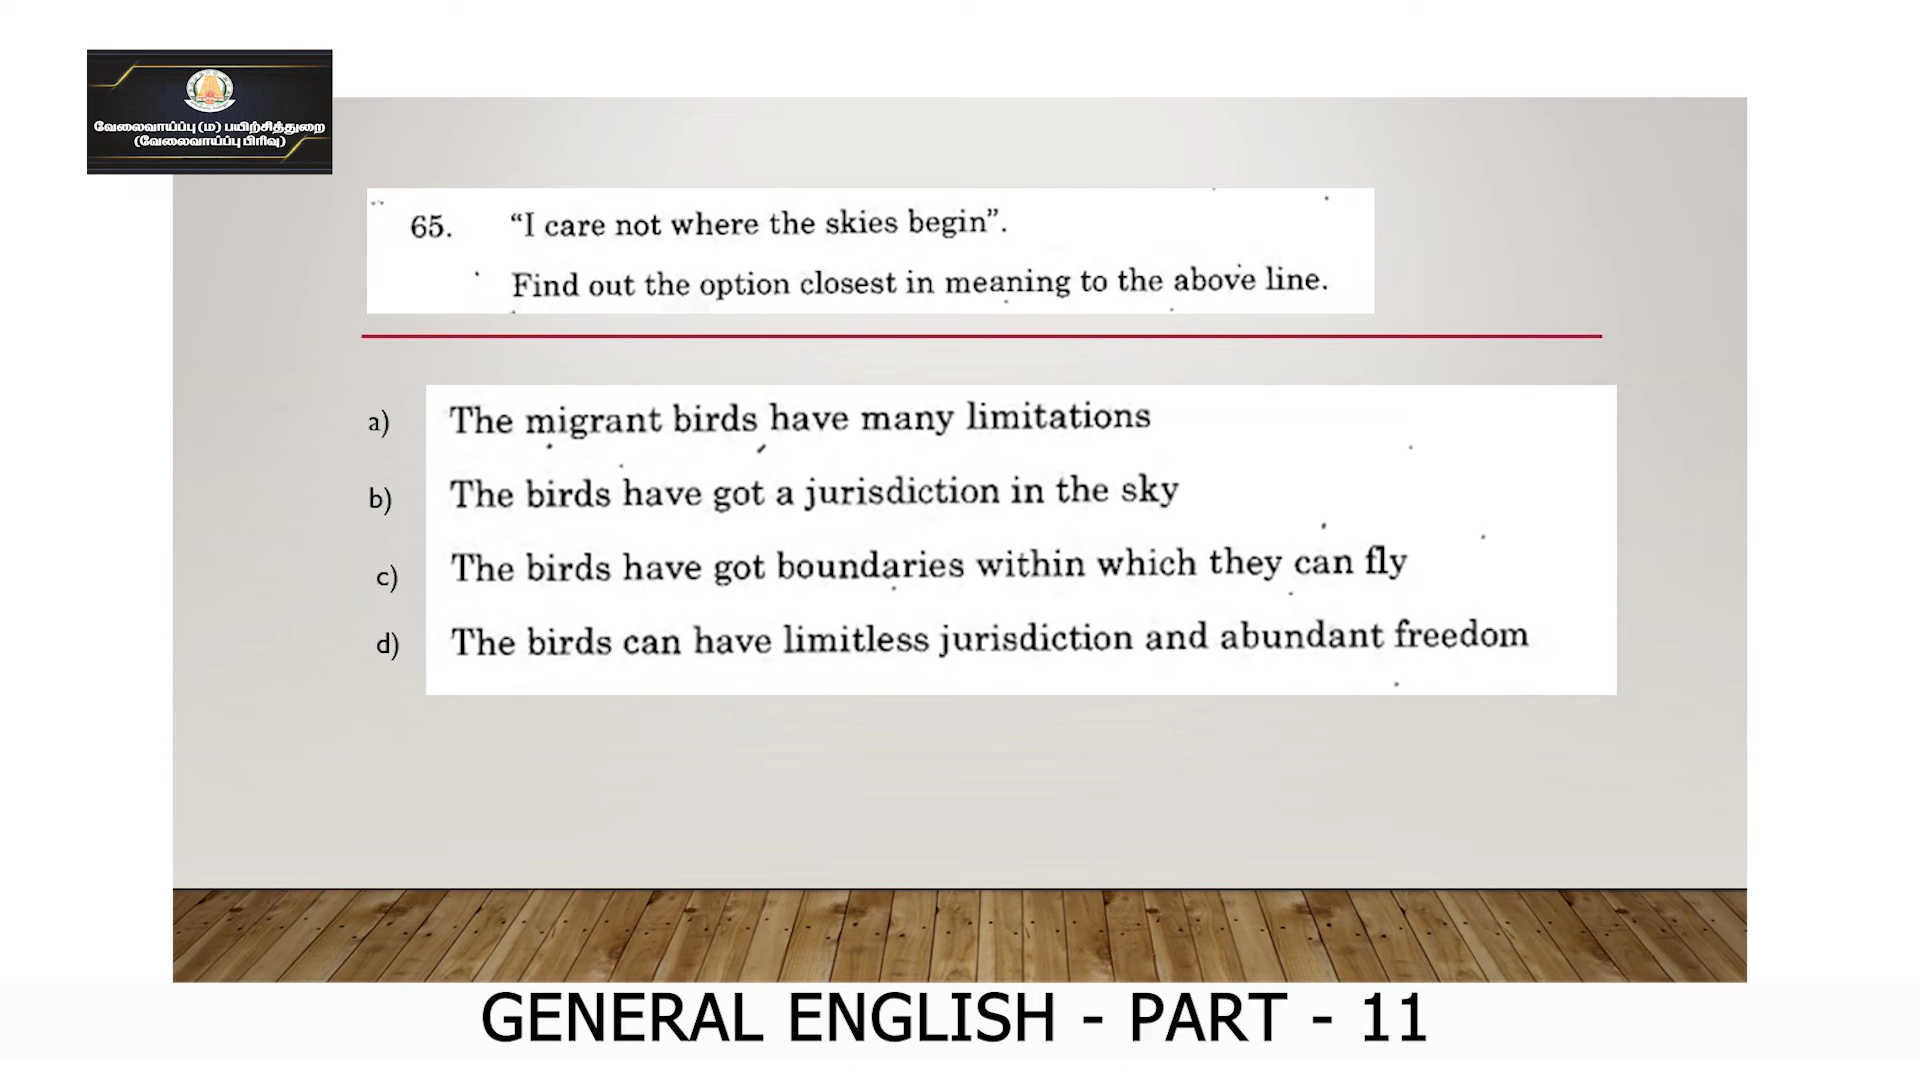 வேலைவாய்ப்பு (ம) பயிற்சித்துறை
(வேலைவாய்ப்பு பிரிவு)
65. “I care not where the skies begin”.
Find out the option closest in meaning to the above line.
a) The migrant birds have many limitations
b) The birds have got a jurisdiction in the sky
c) The birds have got boundaries within which they can fly
d) The birds can have limitless jurisdiction and abundant freedom
GENERAL ENGLISH - PART - 11